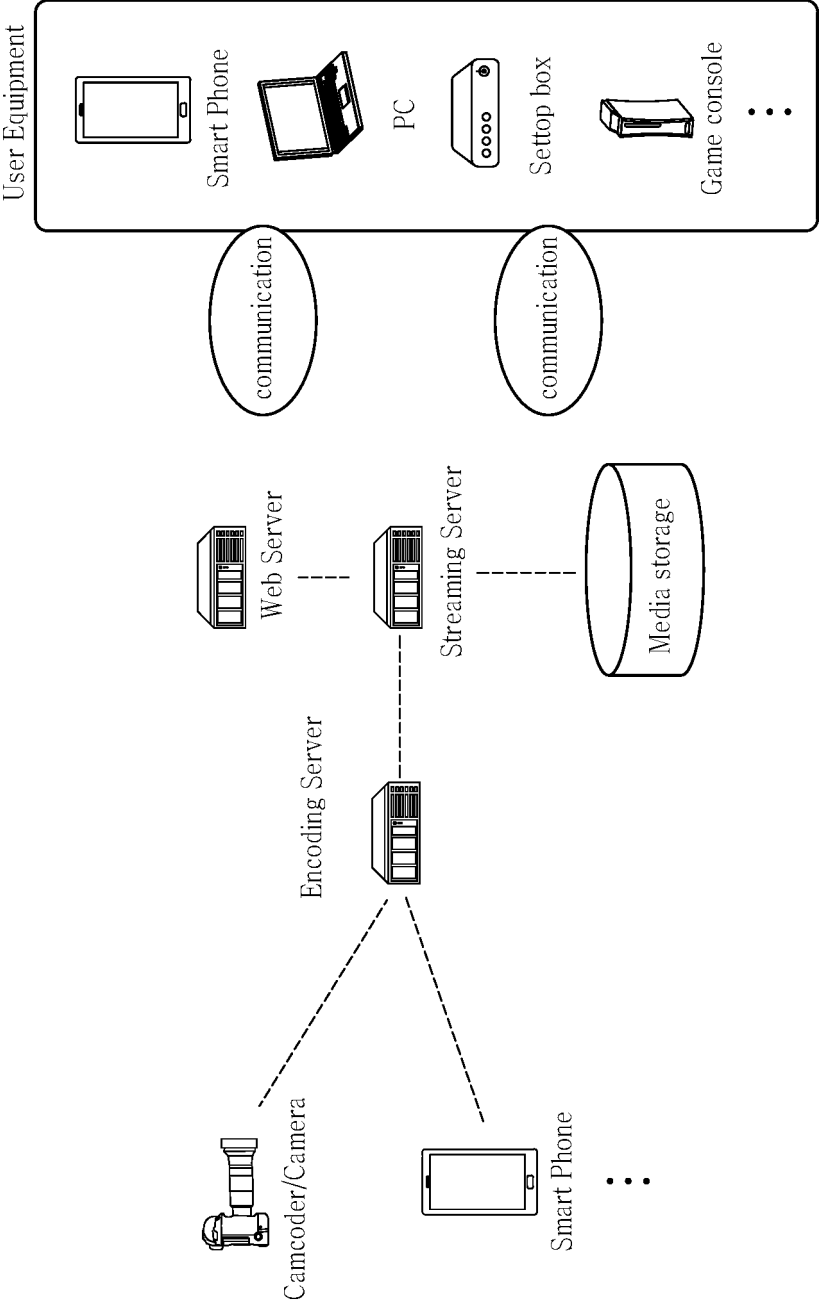 User Equipment
Smart Phone
PC
Settop box
Game console
communication
communication
Web Server
Streaming Server
Media storage
Encoding Server
Camcoder/Camera
Smart Phone